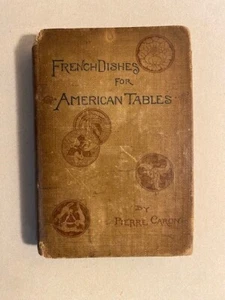 FRENCH DISHES
FOR
AMERICAN TABLES
BY
PIERRE CARON